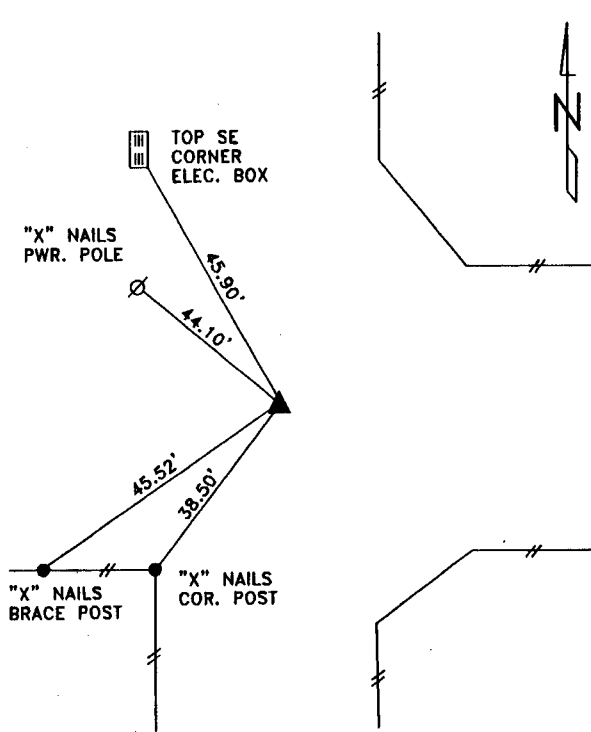 TOP SE
CORNER
ELEC. BOX
N
"X" NAILS
PWR. POLE
45.90'
44.10'
45.52'
38.50'
"X" NAILS
BRACE POST
"X" NAILS
COR. POST